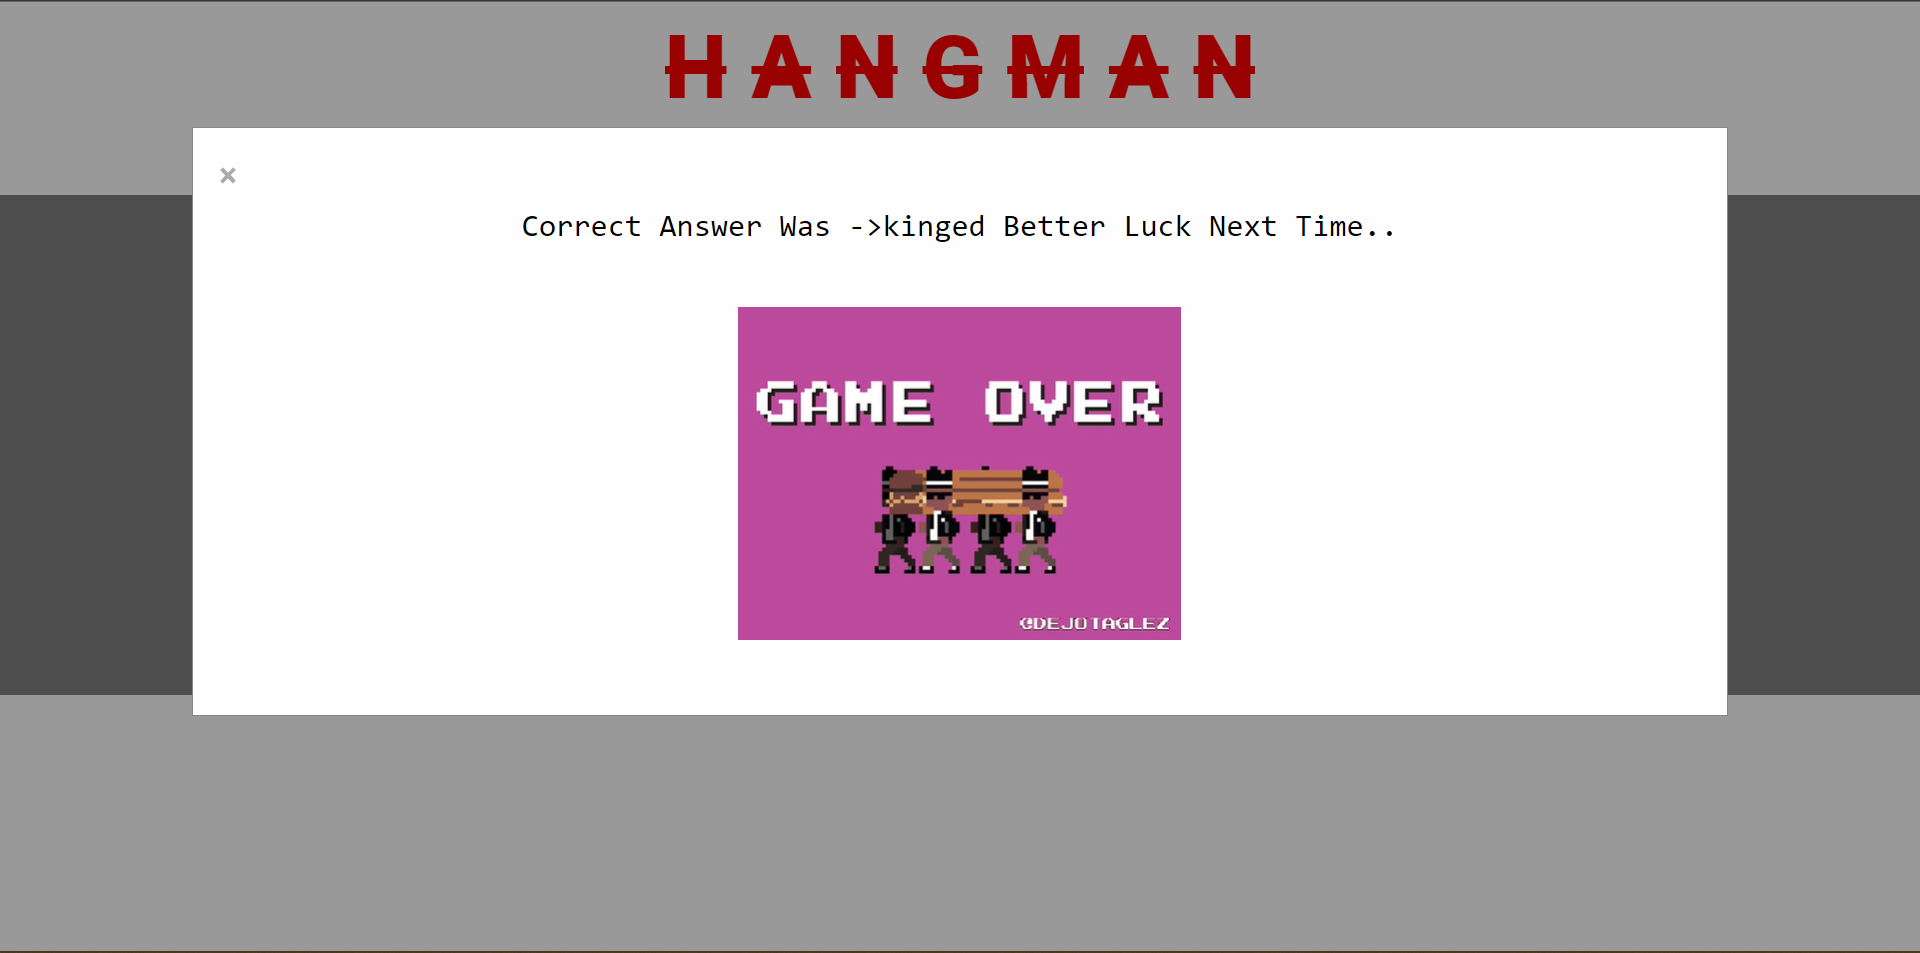 HANGMAN
×
Correct Answer Was ->kinged Better Luck Next Time..
GAME OVER
@DEJOTAGLEZ